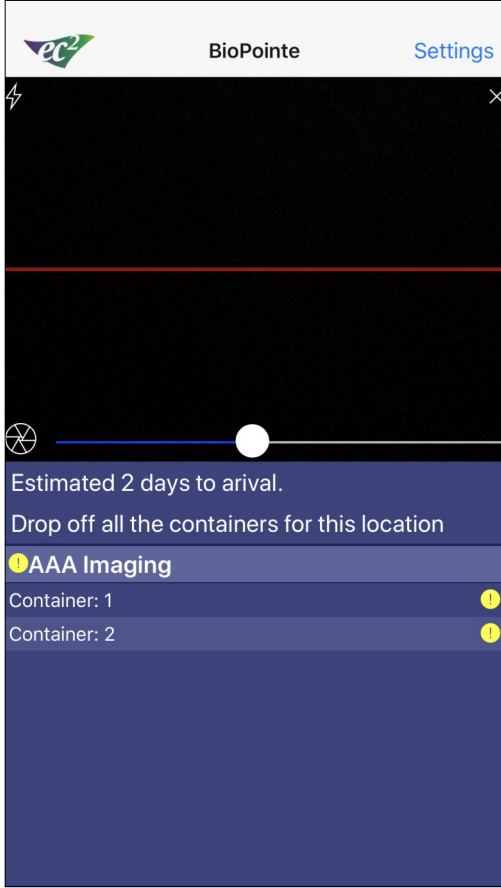 ec2
BioPointe
Settings
Estimated 2 days to arival.
Drop off all the containers for this location
!AAA Imaging
Container: 1 !
Container: 2 !